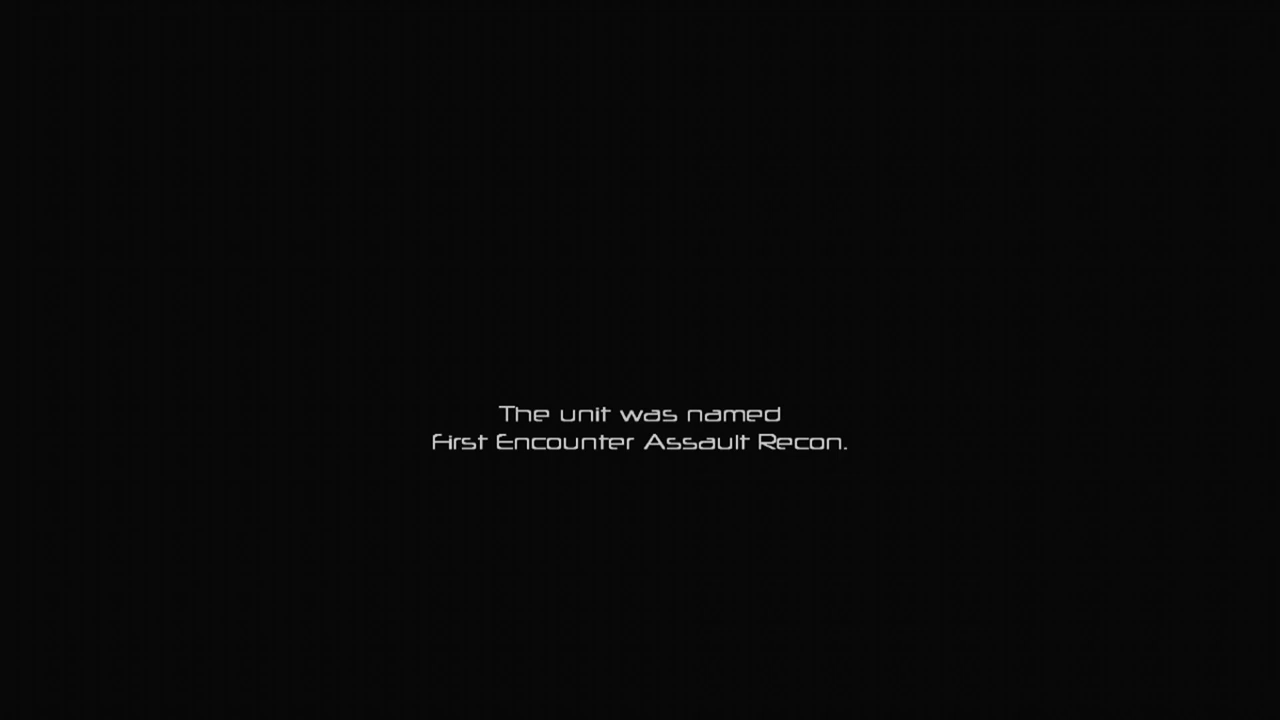 The unit was named
First Encounter Assault Recon.